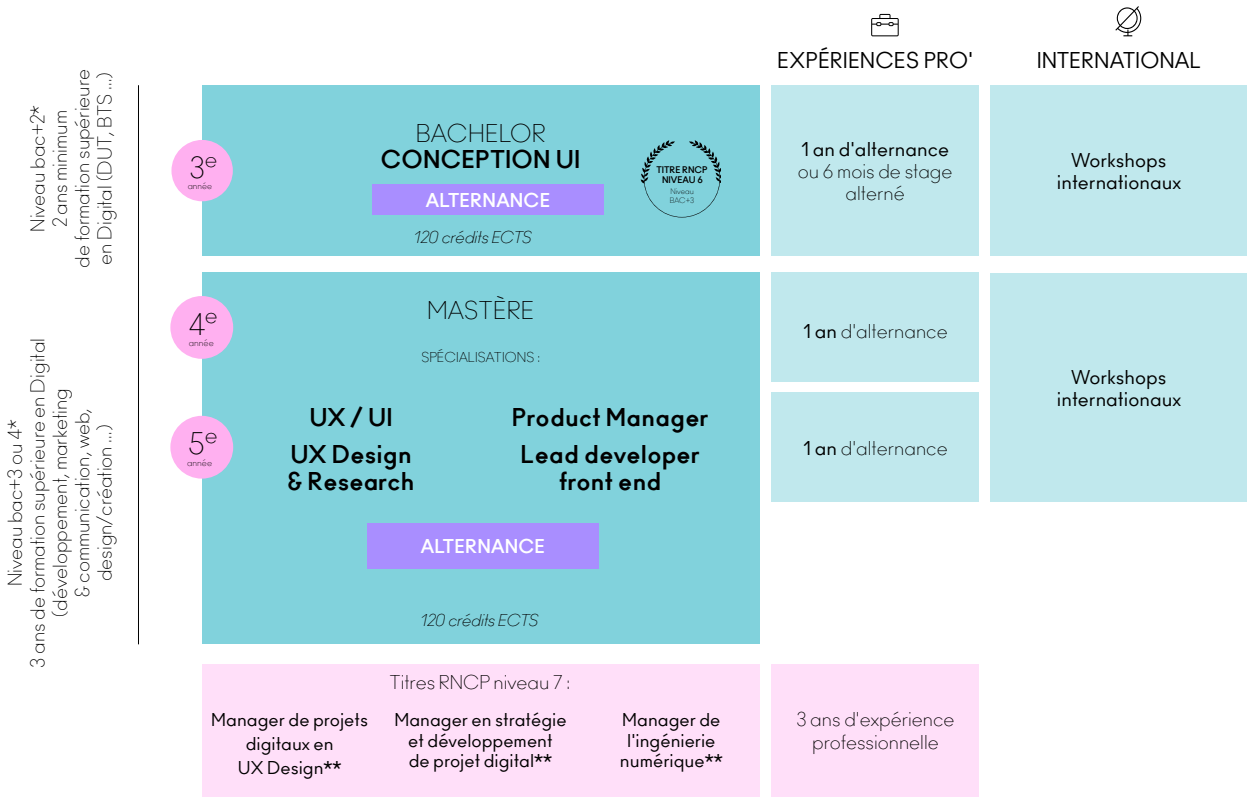 EXPÉRIENCES PRO'
INTERNATIONAL
Niveau bac+2*
2 ans minimum
de formation supérieure
en Digital (DUT, BTS ...)
3e
année
BACHELOR
CONCEPTION UI
ALTERNANCE
120 crédits ECTS
TITRE RNCP
NIVEAU 6
Niveau
BAC+3
1 an d'alternance
ou 6 mois de stage
alterné
Workshops
internationaux
Niveau bac+3 ou 4*
3 ans de formation supérieure en Digital
(développement, marketing
& communication, web,
design/création ...)
4e
année
5e
année
MASTÈRE
SPÉCIALISATIONS :
UX / UI
UX Design
& Research
Product Manager
Lead developer
front end
ALTERNANCE
120 crédits ECTS
1 an d'alternance
1 an d'alternance
Workshops
internationaux
Titres RNCP niveau 7 :
Manager de projets
digitaux en
UX Design**
Manager en stratégie
et développement
de projet digital**
Manager de
l'ingénierie
numérique**
3 ans d'expérience
professionnelle